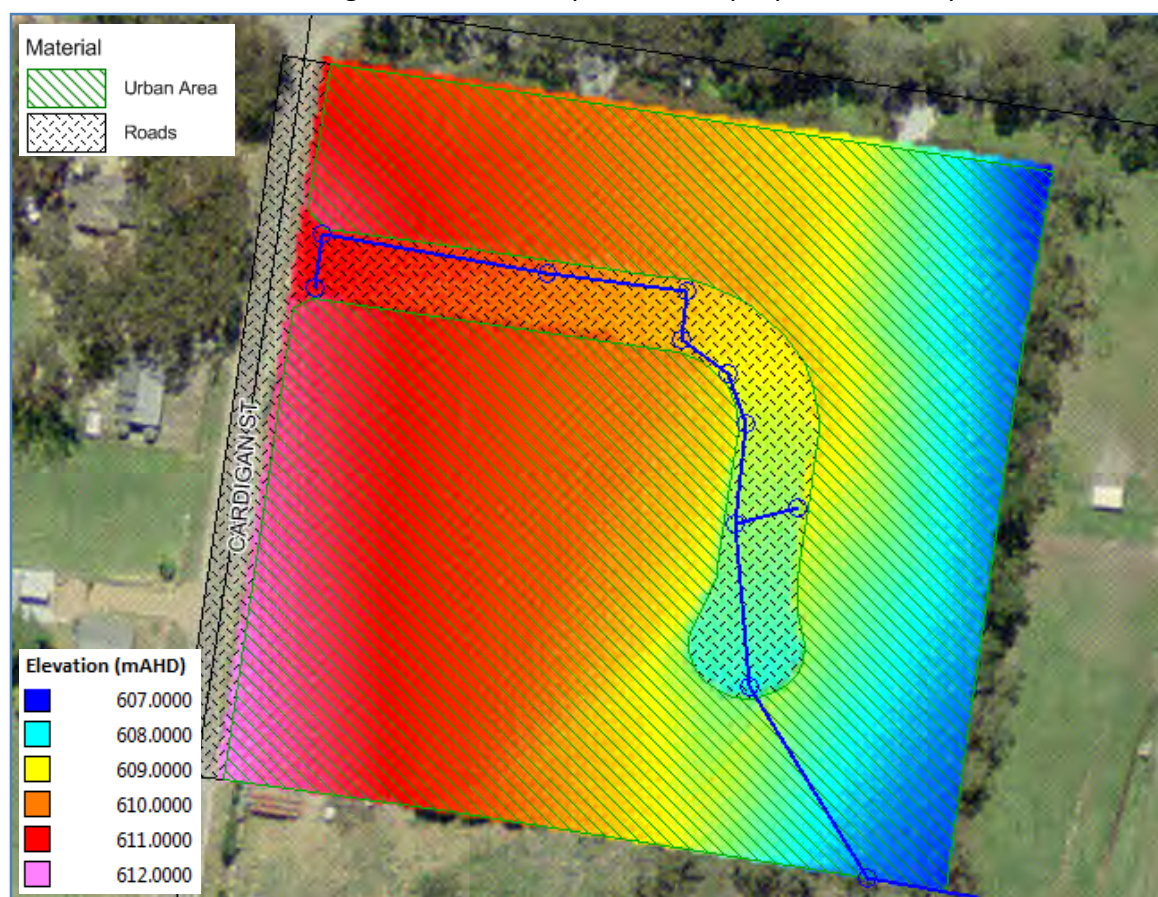 Material
Urban Area
Roads
CARDIGAN ST
Elevation (mAHD)
607.0000
608.0000
609.0000
610.0000
611.0000
612.0000